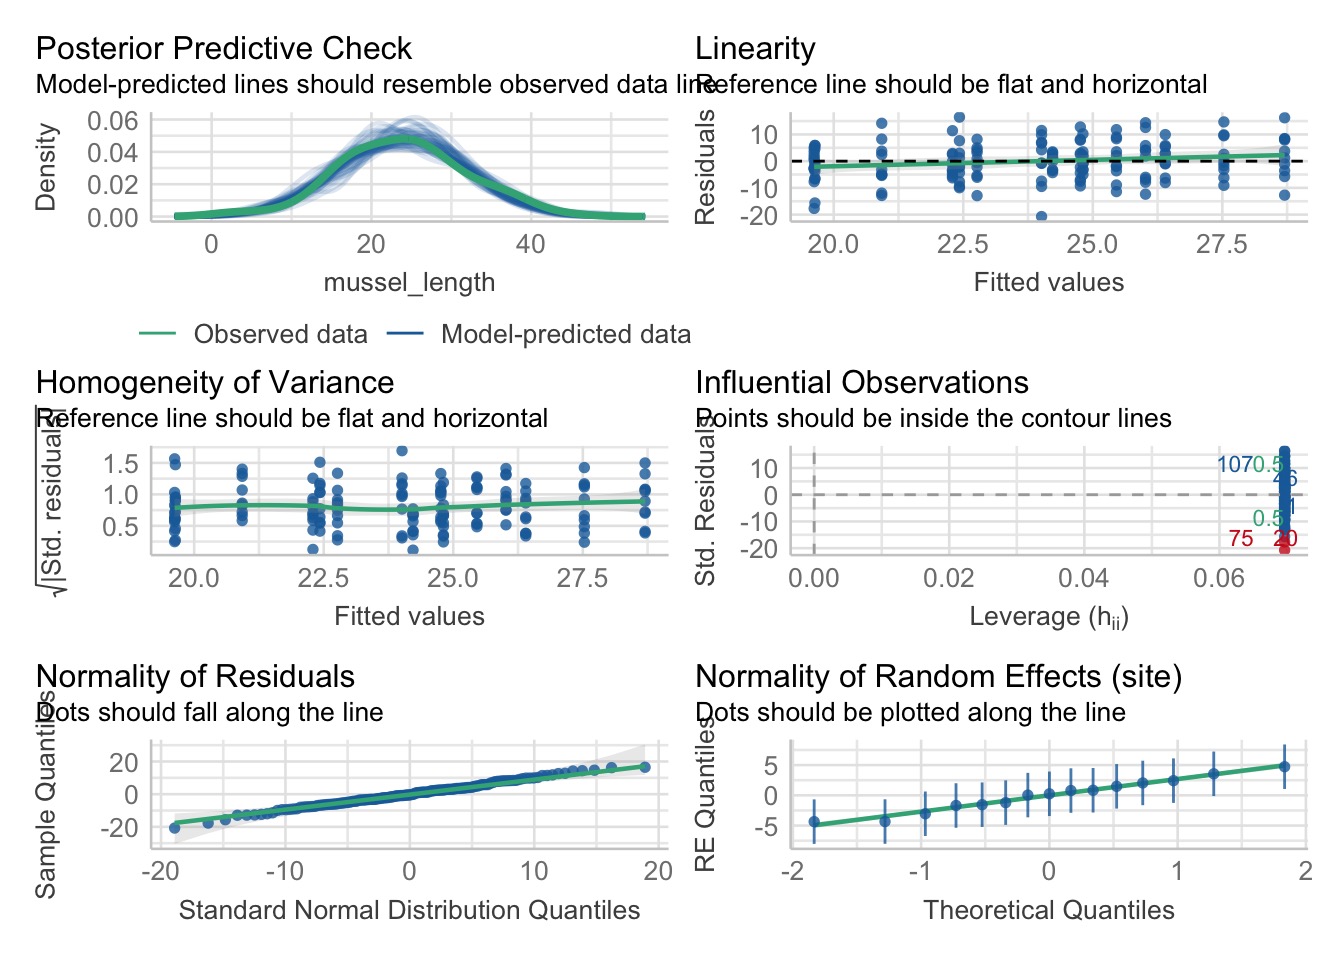 Posterior Predictive Check
Model-predicted lines should resemble observed data line
Density
0.06
0.04
0.02
0.00
0
20
40
mussel_length
Observed data
Model-predicted data
Linearity
Reference line should be flat and horizontal
Residuals
10
0
-10
-20
20.0
22.5
25.0
27.5
Fitted values
Homogeneity of Variance
Reference line should be flat and horizontal
√|Std. residuals|
1.5
1.0
0.5
20.0
22.5
25.0
27.5
Fitted values
Influential Observations
Points should be inside the contour lines
Std. Residuals
10
0
-10
-20
107
0.5
0.5
75
20
0.00
0.02
0.04
0.06
Leverage (hii)
Normality of Residuals
Dots should fall along the line
Sample Quantiles
20
0
-20
-20
-10
0
10
20
Standard Normal Distribution Quantiles
Normality of Random Effects (site)
Dots should be plotted along the line
RE Quantiles
5
0
-5
-2
-1
0
1
2
Theoretical Quantiles